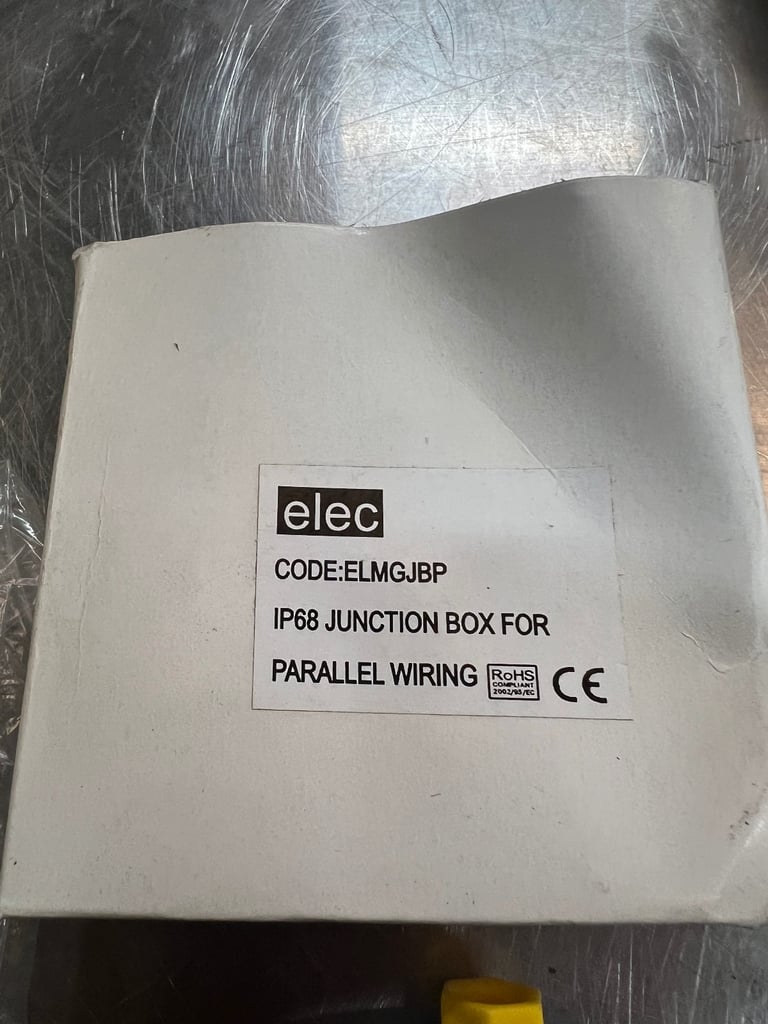 elec
CODE:ELMGJBP
IP68 JUNCTION BOX FOR
PARALLEL WIRING
RoHS
COMPLIANT
2002/95/EC
CE